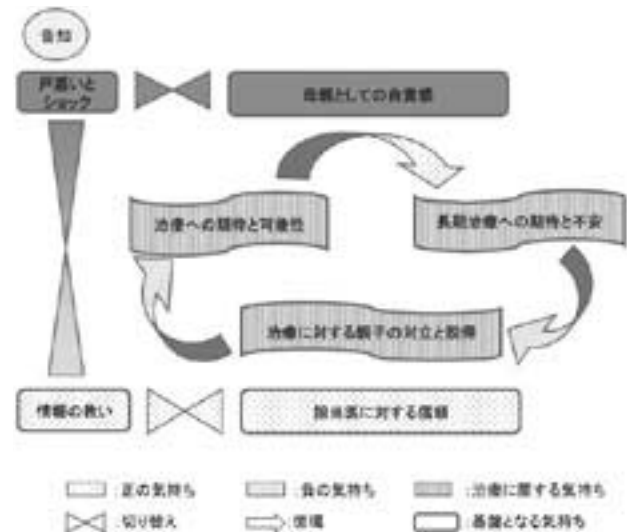 告知
戸惑いと
ショック
母親としての自責感
治療への期待と可能性
長期治療への期待と不安
治療に対する親子の対立と説得
情報の救い
担当医に対する信頼
:正の気持ち
:負の気持ち
:治療に関する気持ち
:切り替え
:循環
:基盤となる気持ち